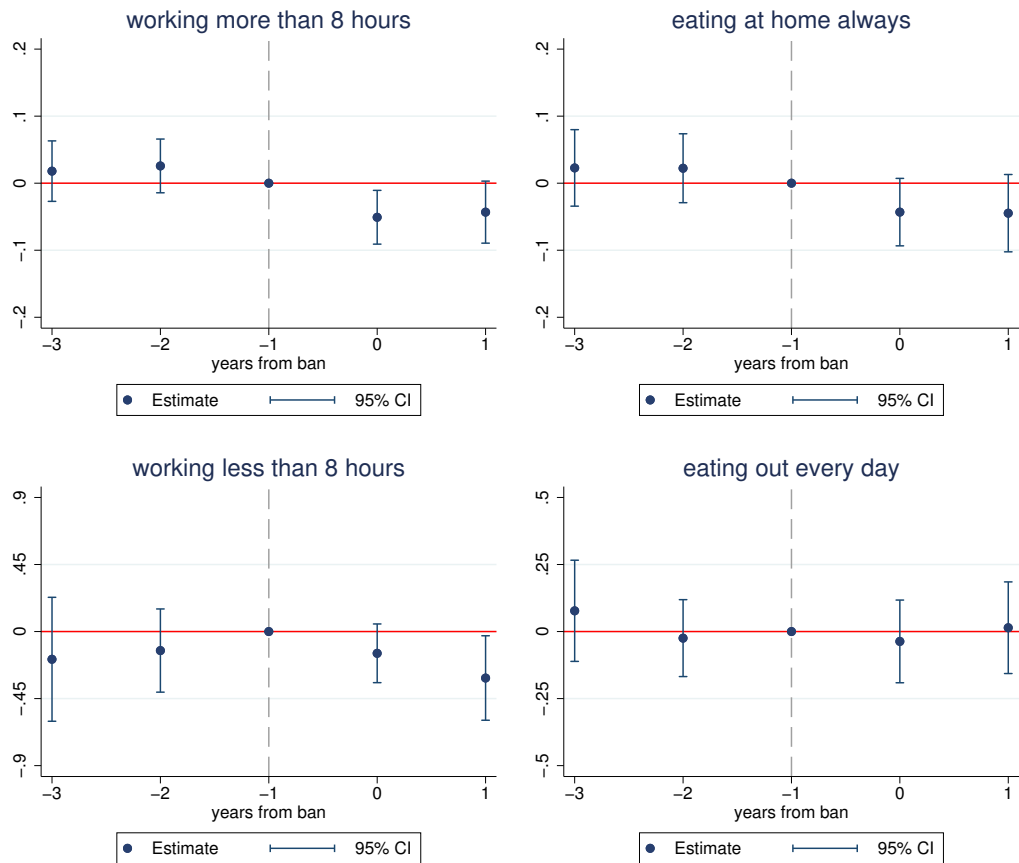 working more than 8 hours
.2
.1
0
−.1
−.2
−3 −2 −1 0 1
years from ban
Estimate 95% CI
eating at home always
.2
.1
0
−.1
−.2
−3 −2 −1 0 1
years from ban
Estimate 95% CI
working less than 8 hours
.9
.45
0
−.45
−.9
−3 −2 −1 0 1
years from ban
Estimate 95% CI
eating out every day
.5
.25
0
−.25
−.5
−3 −2 −1 0 1
years from ban
Estimate 95% CI